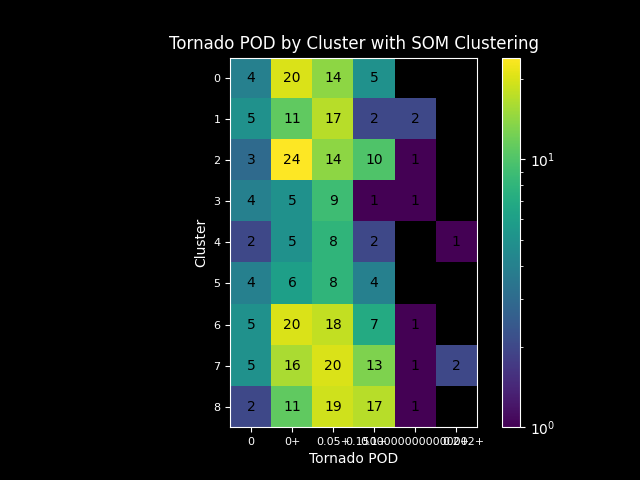 Tornado POD by Cluster with SOM Clustering
0 4 20 14 5
1 5 11 17 2 2
2 3 24 14 10 1
3 4 5 9 1 1
4 2 5 8 2 1
5 4 6 8 4
6 5 20 18 7 1
7 5 16 20 13 1 2
8 2 11 19 17 1
Cluster
0 0+ 0.05+
Tornado POD
10¹
10⁰